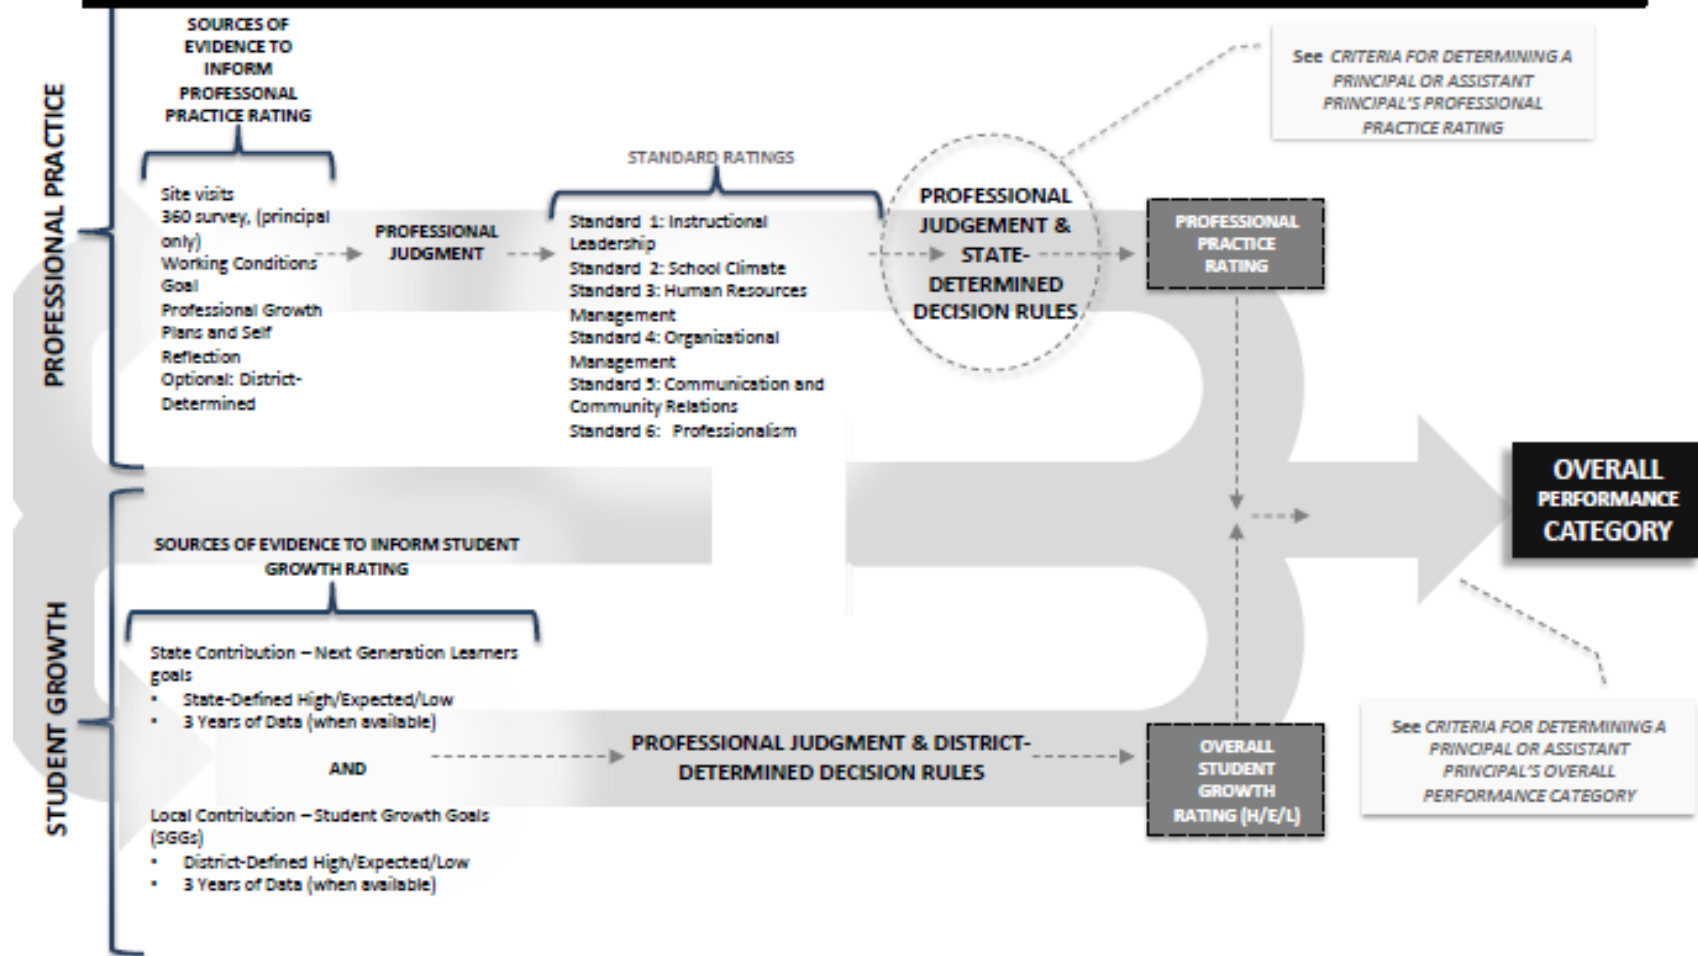 PROFESSIONAL PRACTICE
SOURCES OF
EVIDENCE TO
INFORM
PROFESSONAL
PRACTICE RATING
Site visits
360 survey, (principal
only)
Working Conditions
Goal
Professional Growth
Plans and Self
Reflection
Optional: District-
Determined
PROFESSIONAL
JUDGMENT
STANDARD RATINGS
Standard 1: Instructional
Leadership
Standard 2: School Climate
Standard 3: Human Resources
Management
Standard 4: Organizational
Management
Standard 5: Communication and
Community Relations
Standard 6: Professionalism
PROFESSIONAL
JUDGEMENT &
STATE-
DETERMINED
DECISION RULES
See CRITERIA FOR DETERMINING A
PRINCIPAL OR ASSISTANT
PRINCIPAL'S PROFESSIONAL
PRACTICE RATING
PROFESSIONAL
PRACTICE
RATING
OVERALL
PERFORMANCE
CATEGORY
STUDENT GROWTH
SOURCES OF EVIDENCE TO INFORM STUDENT
GROWTH RATING
State Contribution – Next Generation Learners
goals
▪ State-Defined High/Expected/Low
▪ 3 Years of Data (when available)
AND
Local Contribution – Student Growth Goals
(SGGs)
▪ District-Defined High/Expected/Low
▪ 3 Years of Data (when available)
PROFESSIONAL JUDGMENT & DISTRICT-
DETERMINED DECISION RULES
OVERALL
STUDENT
GROWTH
RATING (H/E/L)
See CRITERIA FOR DETERMINING A
PRINCIPAL OR ASSISTANT
PRINCIPAL'S OVERALL
PERFORMANCE CATEGORY